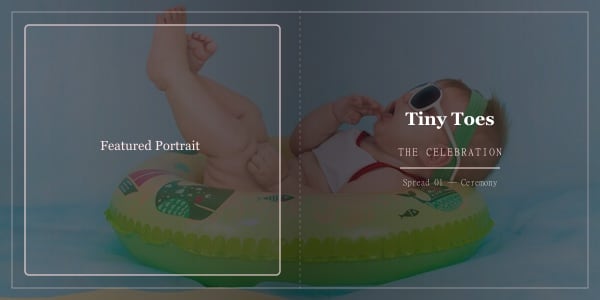 Featured Portrait
Tiny Toes
THE CELEBRATION
Spread 01 — Ceremony